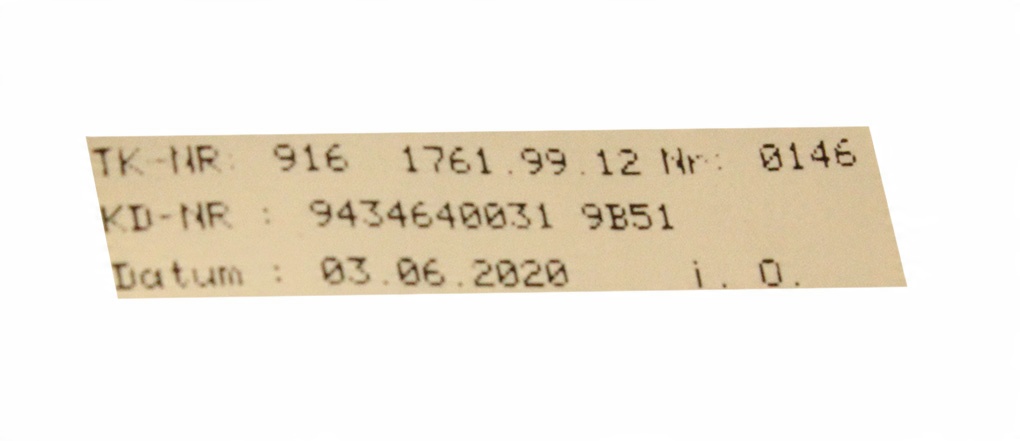 TK-NR: 916 1761.99.12 Nr: 0146
KD-NR : 9434640031 9B51
Datum : 03.06.2020 i. O.